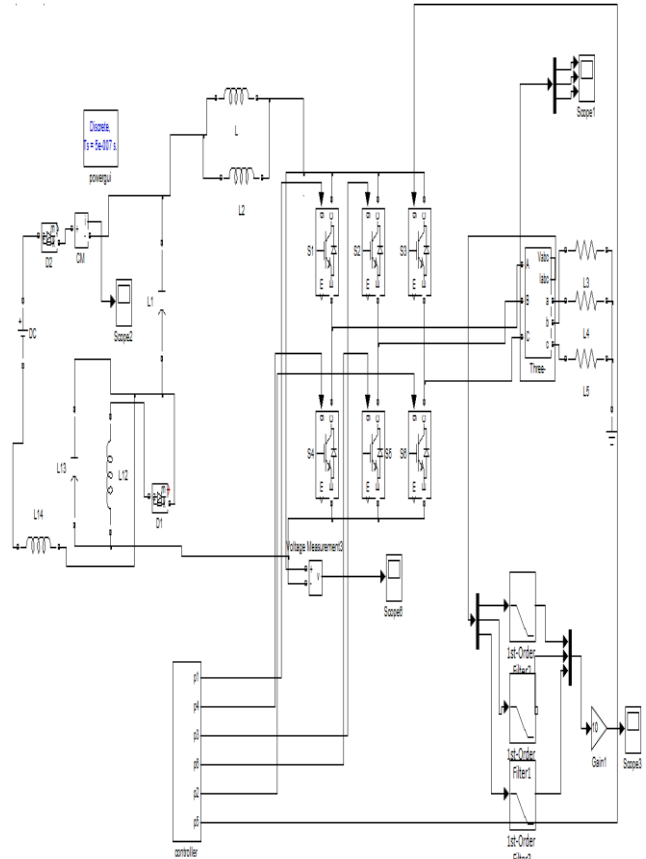 Discrete,
Ts = 5e-007 s.
powergui
L
L2
Scope1
D2
CM
Scope2
L1
DC
S1
S2
S3
g
C
E
g
C
E
g
C
E
A
B
C
Vabc
Iabc
a
b
c
Three-
L3
L4
L5
L13
L12
D1
L14
S4
S5
S6
g
C
E
g
C
E
g
C
E
Voltage Measurement3
+
-
v
1st-Order
Filter1
1st-Order
10
Gain1
Scope3
p1
p4
p3
p6
p2
p5
controller